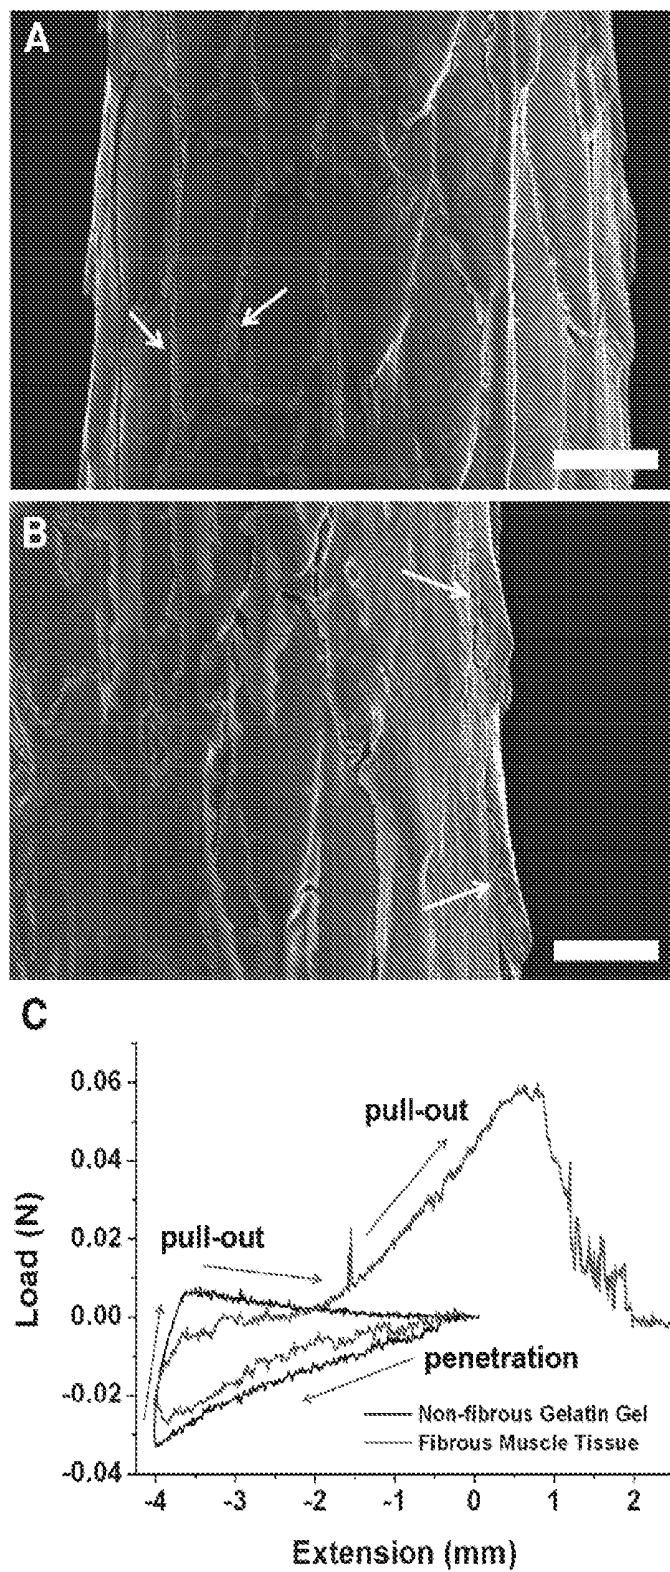 A
B
C
0.06
0.04
0.02
0.00
-0.02
-0.04
Load (N)
pull-out
pull-out
penetration
Non-fibrous Gelatin Gel
Fibrous Muscle Tissue
-4 -3 -2 -1 0 1 2
Extension (mm)